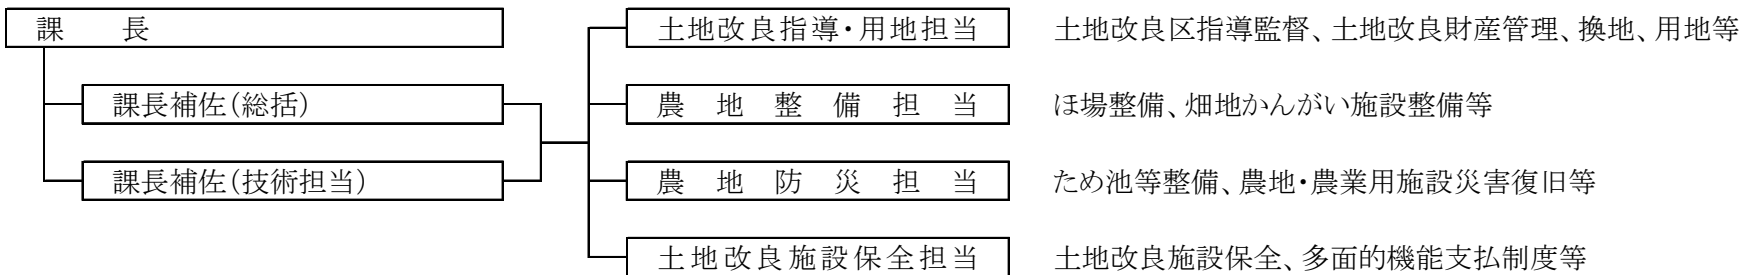 課　　長
土地改良指導・用地担当　土地改良区指導監督、土地改良財産管理、換地、用地等
課長補佐(総括)　農地整備担当　ほ場整備、畑地かんがい施設整備等
課長補佐(技術担当)　農地防災担当　ため池等整備、農地・農業用施設災害復旧等
土地改良施設保全担当　土地改良施設保全、多面的機能支払制度等